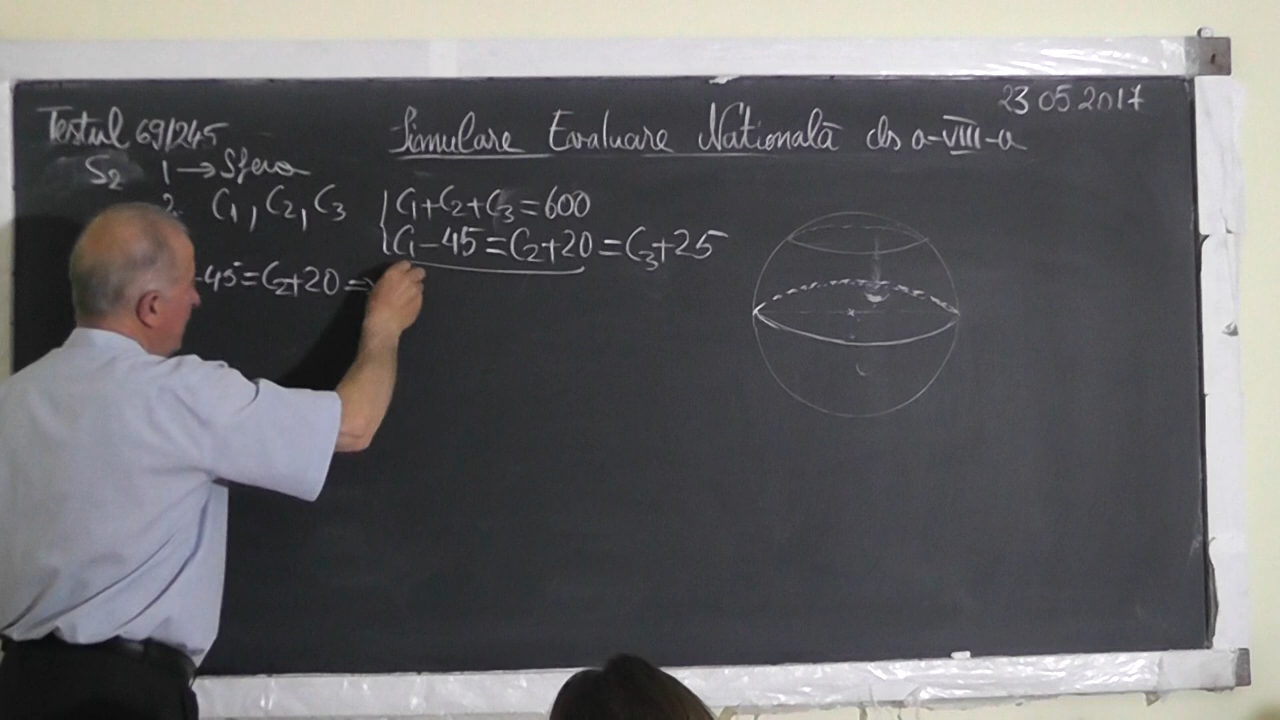 23 05 2017
Testul 69/245 Simulare Evaluare Natională cls a-VIII-a
S2 1 → Sfera
2. C1, C2, C3 { C1+C2+C3=600
C1-45=C2+20=C3+25
-45=C2+20 =>